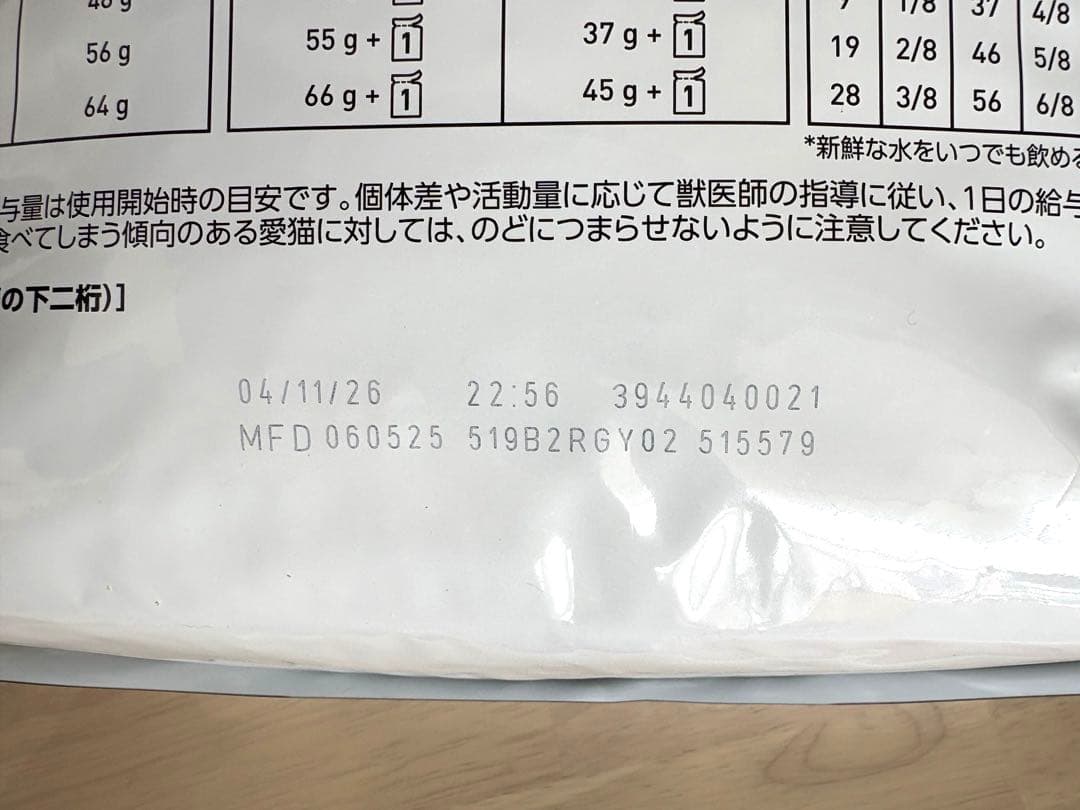 56 g 55 g + 1 37 g + 1 19 2/8 46 5/8
64 g 66 g + 1 45 g + 1 28 3/8 56 6/8
*新鮮な水をいつでも飲め
与量は使用開始時の目安です。個体差や活動量に応じて獣医師の指導に従い、1日の給与
食べてしまう傾向のある愛猫に対しては、のどにつまらせないように注意してください。
の下二桁)]
04/11/26 22:56 3944040021
MFD 060525 519B2RGY02 515579